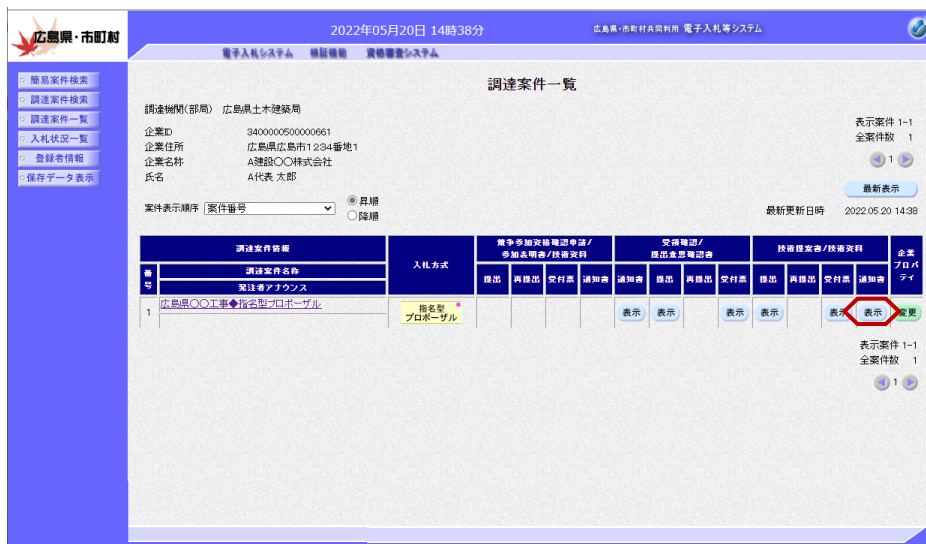 広島県・市町村
2022年05月20日 14時38分
広島県・市町村共同利用 電子入札等システム
電子入札システム 検証機能 資格審査システム
簡易案件検索
調達案件検索
調達案件一覧
入札状況一覧
登録者情報
保存データ表示
調達案件一覧
調達機関(部局) 広島県土木建築局
企業ID 3400000500000661
企業住所 広島県広島市1234番地1
企業名称 A建設〇〇株式会社
氏名 A代表 太郎
表示案件 1-1
全案件数 1
1
最新表示
案件表示順序 案件番号
昇順
降順
最新更新日時 2022.05.20 14:38
調達案件情報
番号
調達案件名称
発注者アナウンス
入札方式
競争参加資格確認申請/
参加表明書/技術資料
受領確認/
提出意思確認書
技術提案書/技術資料
企業
プロパ
ティ
提出 再提出 受付票 通知書 通知書 提出 再提出 受付票 提出 再提出 受付票 通知書
1 広島県〇〇工事◆指名型プロポーザル
指名型
プロポーザル
表示 表示 表示 表示 表示 表示 変更
表示案件 1-1
全案件数 1
1